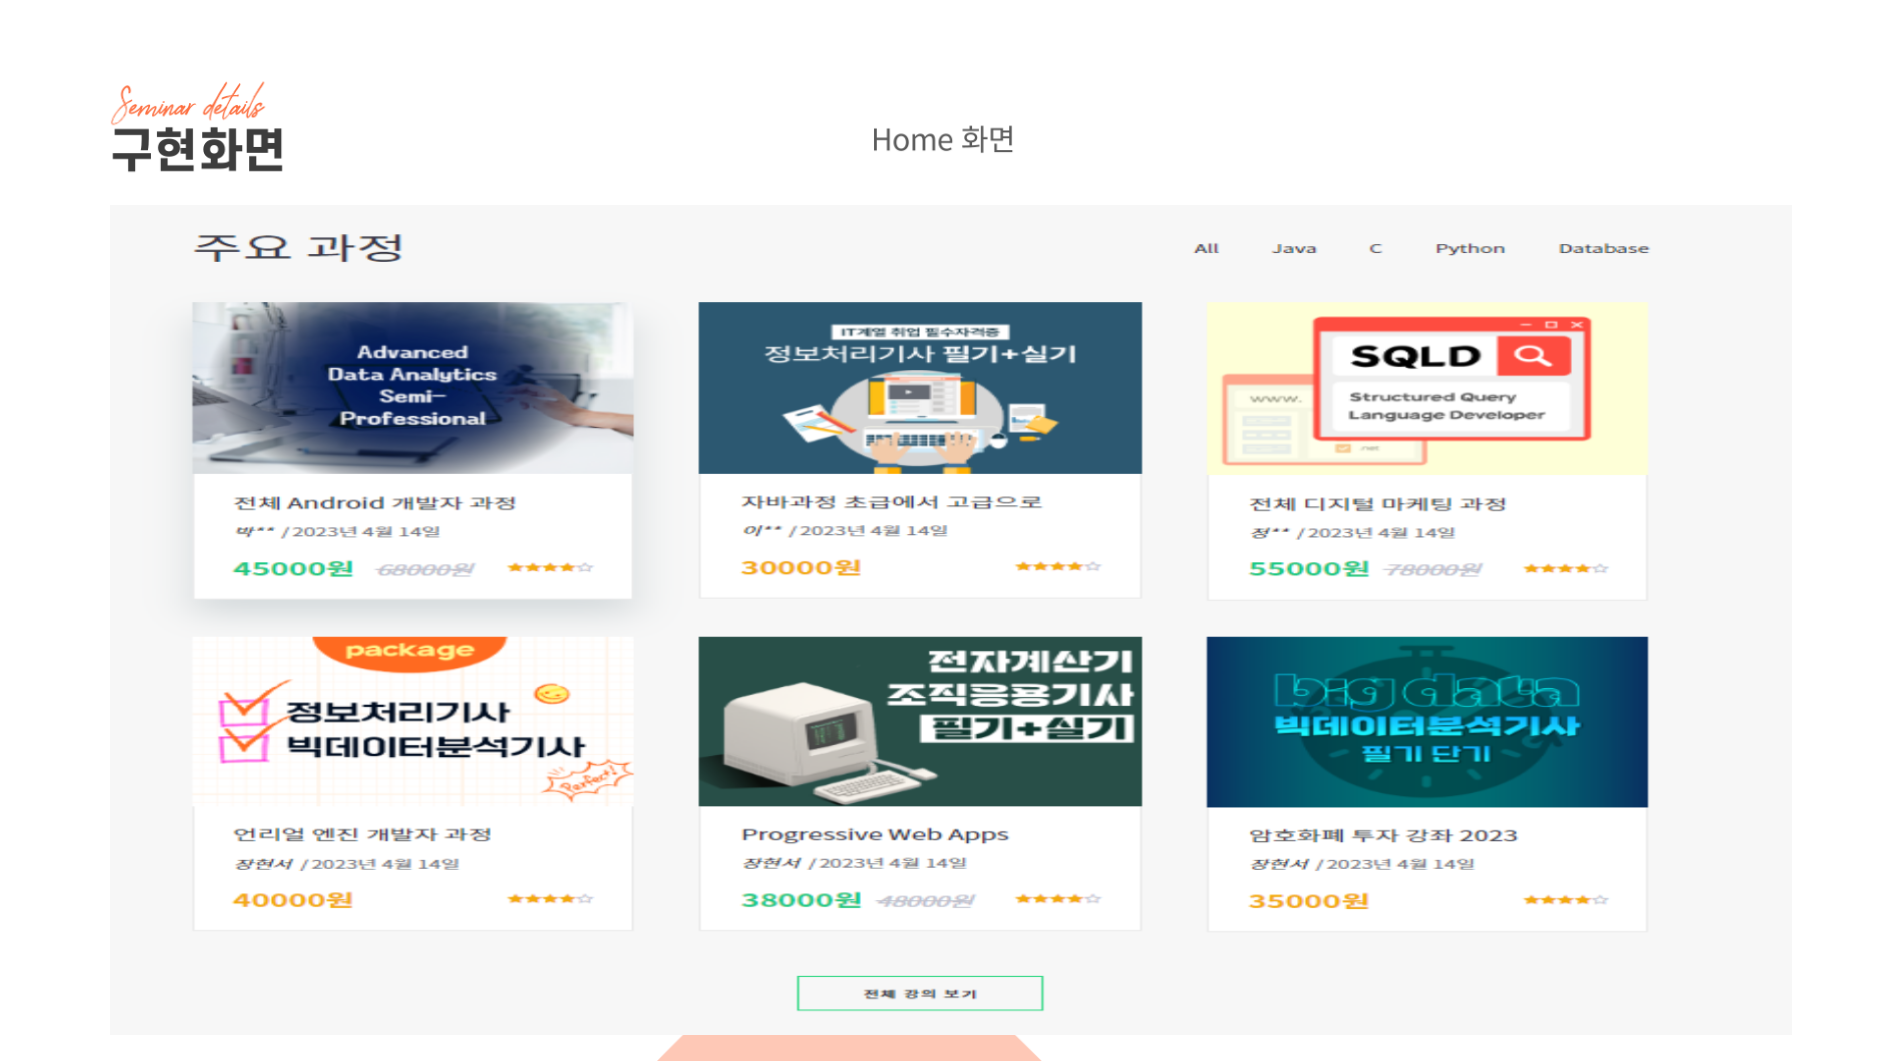 Seminar details
구현화면
Home 화면
주요 과정
All Java C Python Database
Advanced
Data Analytics
Semi-
Professional
전체 Android 개발자 과정
박** / 2023년 4월 14일
45000원 68000원
IT계열 취업 필수자격증
정보처리기사 필기+실기
자바과정 초급에서 고급으로
이** / 2023년 4월 14일
30000원
SQLD
www.
Structured Query
Language Developer
.net
전체 디지털 마케팅 과정
정** / 2023년 4월 14일
55000원 78000원
package
정보처리기사
빅데이터분석기사
Perfect!
언리얼 엔진 개발자 과정
장현서 / 2023년 4월 14일
40000원
전자계산기
조직응용기사
필기+실기
Progressive Web Apps
장현서 / 2023년 4월 14일
38000원 48000원
big data
빅데이터분석기사
필기 단기
암호화폐 투자 강좌 2023
장현서 / 2023년 4월 14일
35000원
전체 강의 보기